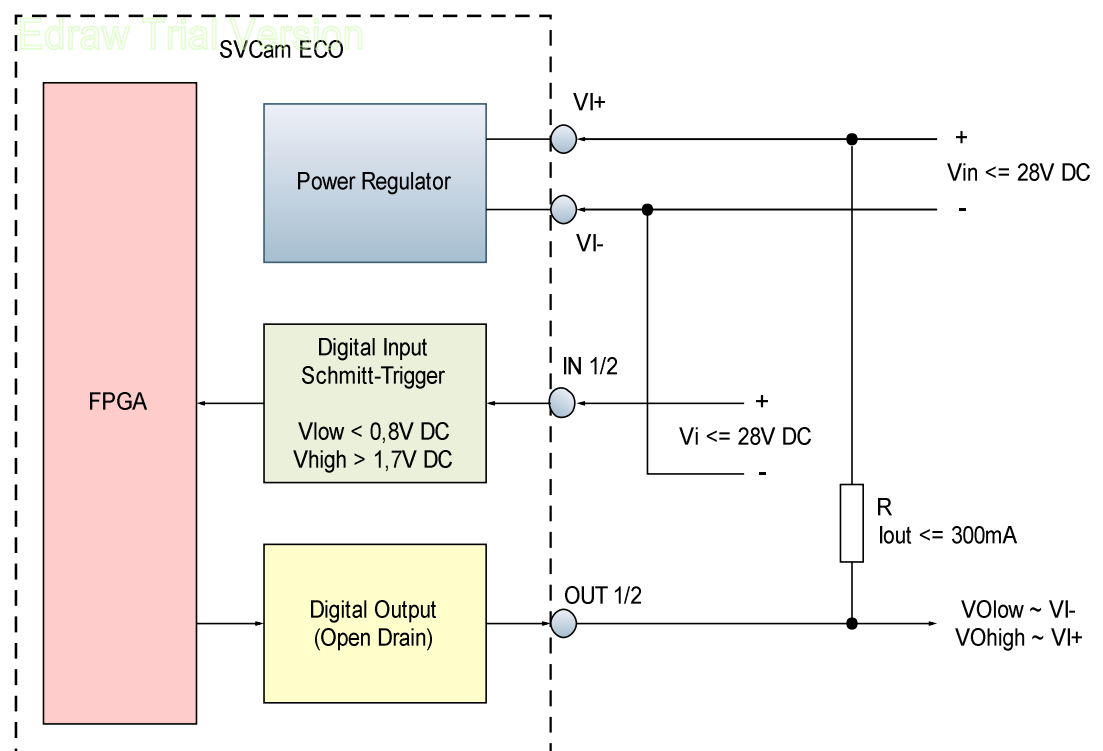 Edraw Trial Version
SVCam ECO
VI+
+
Vin <= 28V DC
-
VI-
Power Regulator
FPGA
Digital Input
Schmitt-Trigger
Vlow < 0,8V DC
Vhigh > 1,7V DC
IN 1/2
+
Vi <= 28V DC
-
R
Iout <= 300mA
Digital Output
(Open Drain)
OUT 1/2
VOlow ~ VI-
VOhigh ~ VI+